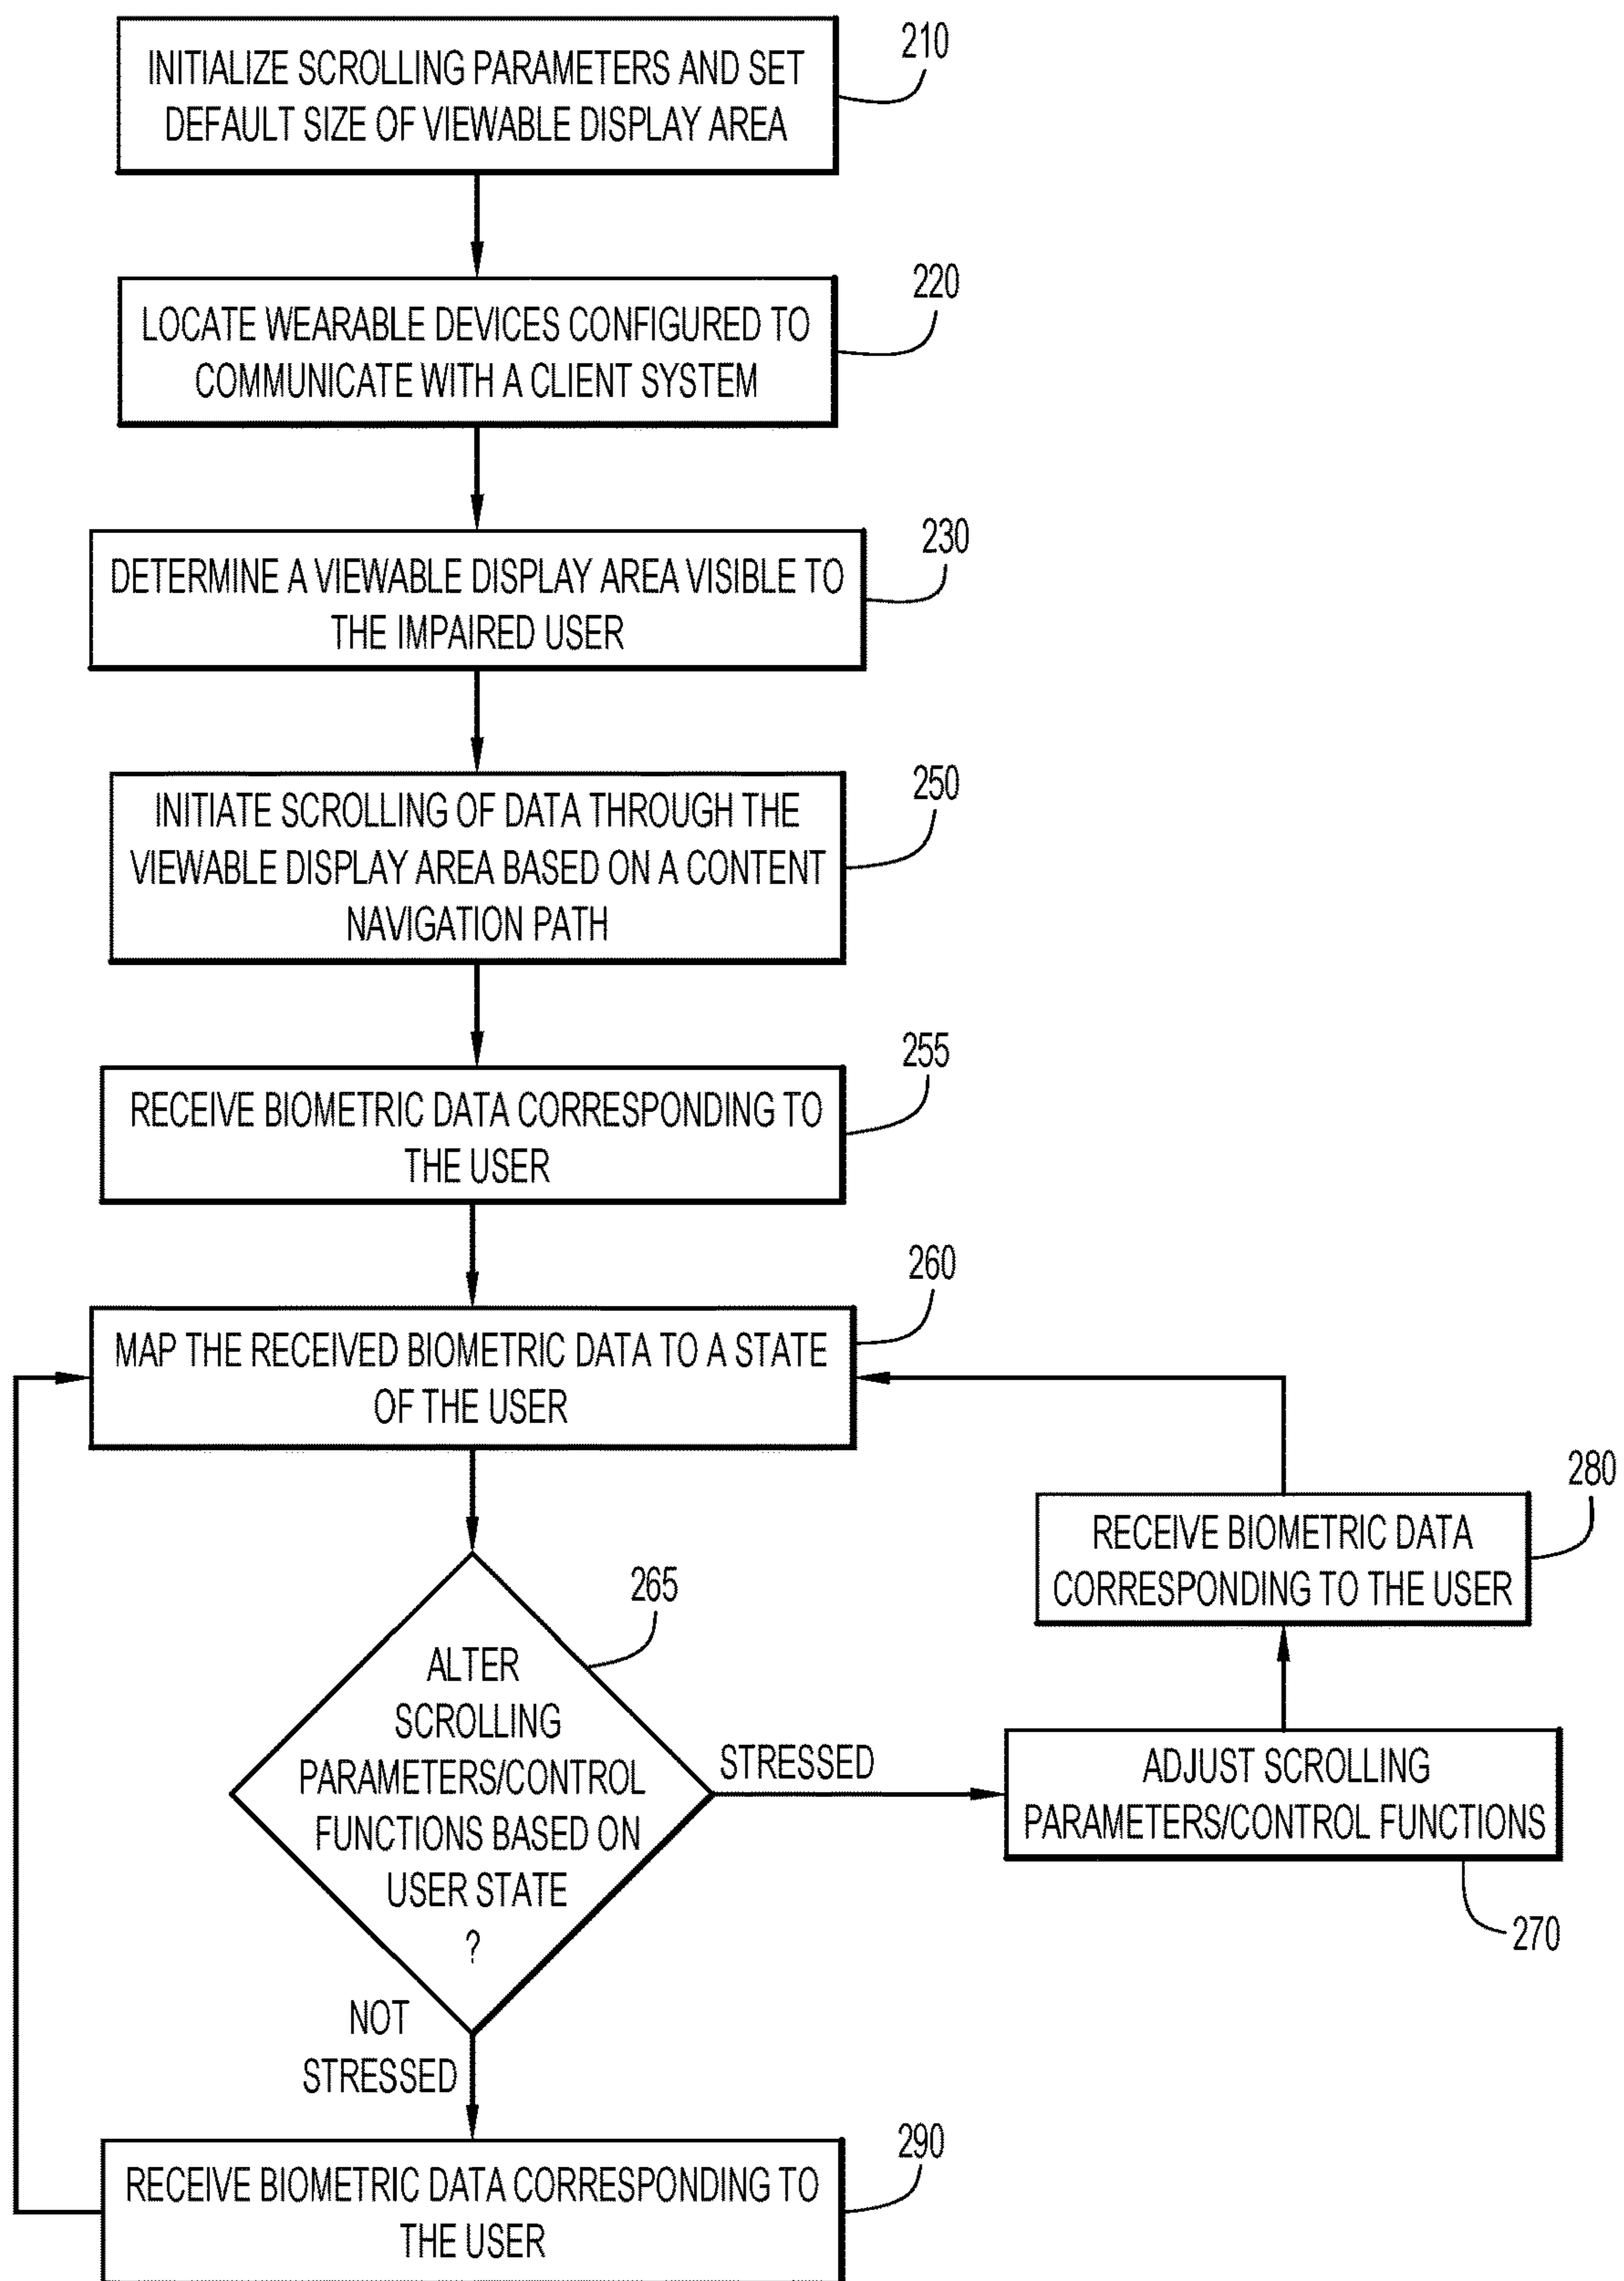 INITIALIZE SCROLLING PARAMETERS AND SET
DEFAULT SIZE OF VIEWABLE DISPLAY AREA
210
LOCATE WEARABLE DEVICES CONFIGURED TO
COMMUNICATE WITH A CLIENT SYSTEM
220
DETERMINE A VIEWABLE DISPLAY AREA VISIBLE TO
THE IMPAIRED USER
230
INITIATE SCROLLING OF DATA THROUGH THE
VIEWABLE DISPLAY AREA BASED ON A CONTENT
NAVIGATION PATH
250
RECEIVE BIOMETRIC DATA CORRESPONDING TO
THE USER
255
MAP THE RECEIVED BIOMETRIC DATA TO A STATE
OF THE USER
260
ALTER
SCROLLING
PARAMETERS/CONTROL
FUNCTIONS BASED ON
USER STATE
?
265
STRESSED
ADJUST SCROLLING
PARAMETERS/CONTROL FUNCTIONS
270
RECEIVE BIOMETRIC DATA
CORRESPONDING TO THE USER
280
NOT
STRESSED
RECEIVE BIOMETRIC DATA CORRESPONDING TO
THE USER
290